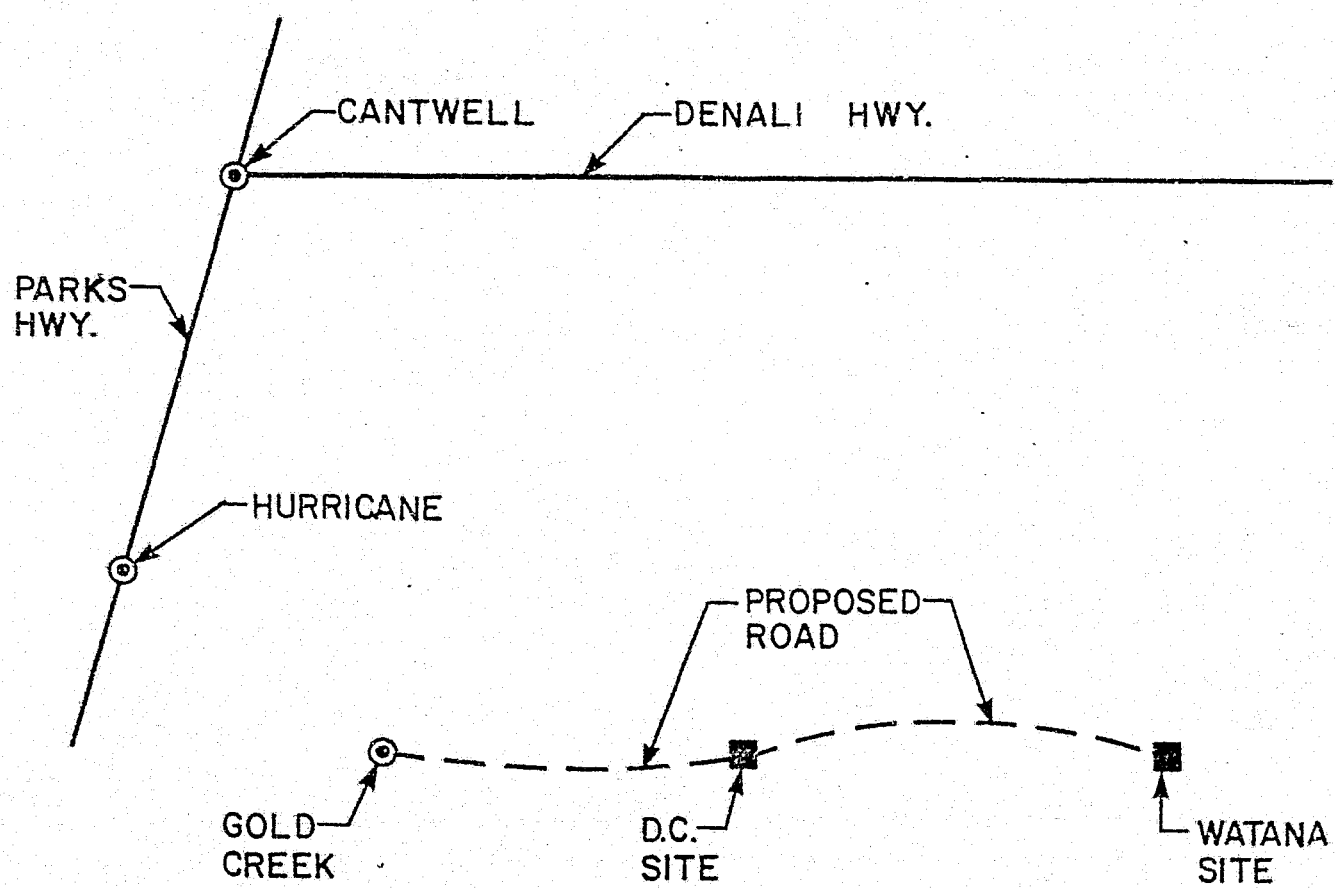 CANTWELL
DENALI HWY.
PARKS
HWY.
HURRICANE
PROPOSED
ROAD
GOLD
CREEK
D.C.
SITE
WATANA
SITE